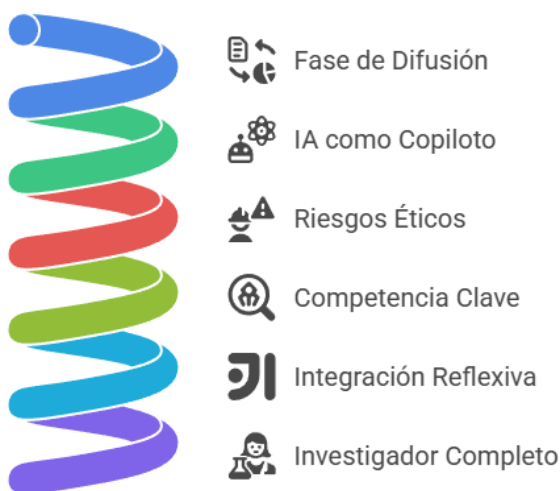 Fase de Difusión
IA como Copiloto
Riesgos Éticos
Competencia Clave
Integración Reflexiva
Investigador Completo